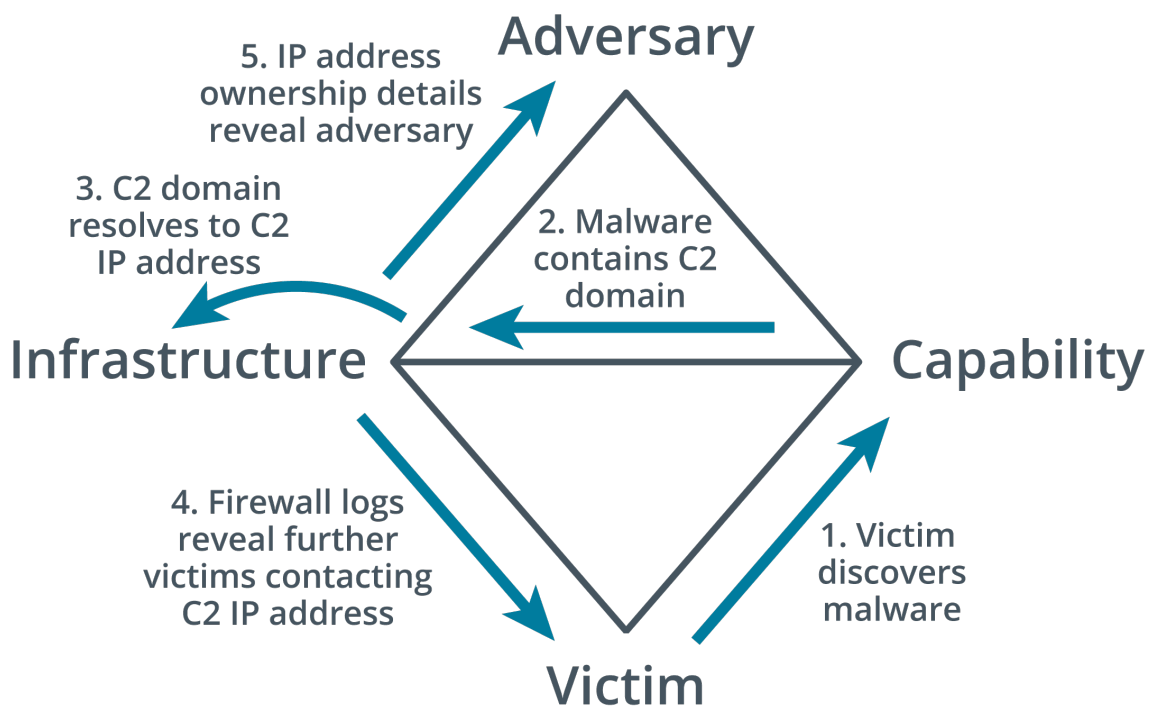 Adversary
5. IP address
ownership details
reveal adversary
3. C2 domain
resolves to C2
IP address
2. Malware
contains C2
domain
Infrastructure
Capability
4. Firewall logs
reveal further
victims contacting
C2 IP address
1. Victim
discovers
malware
Victim